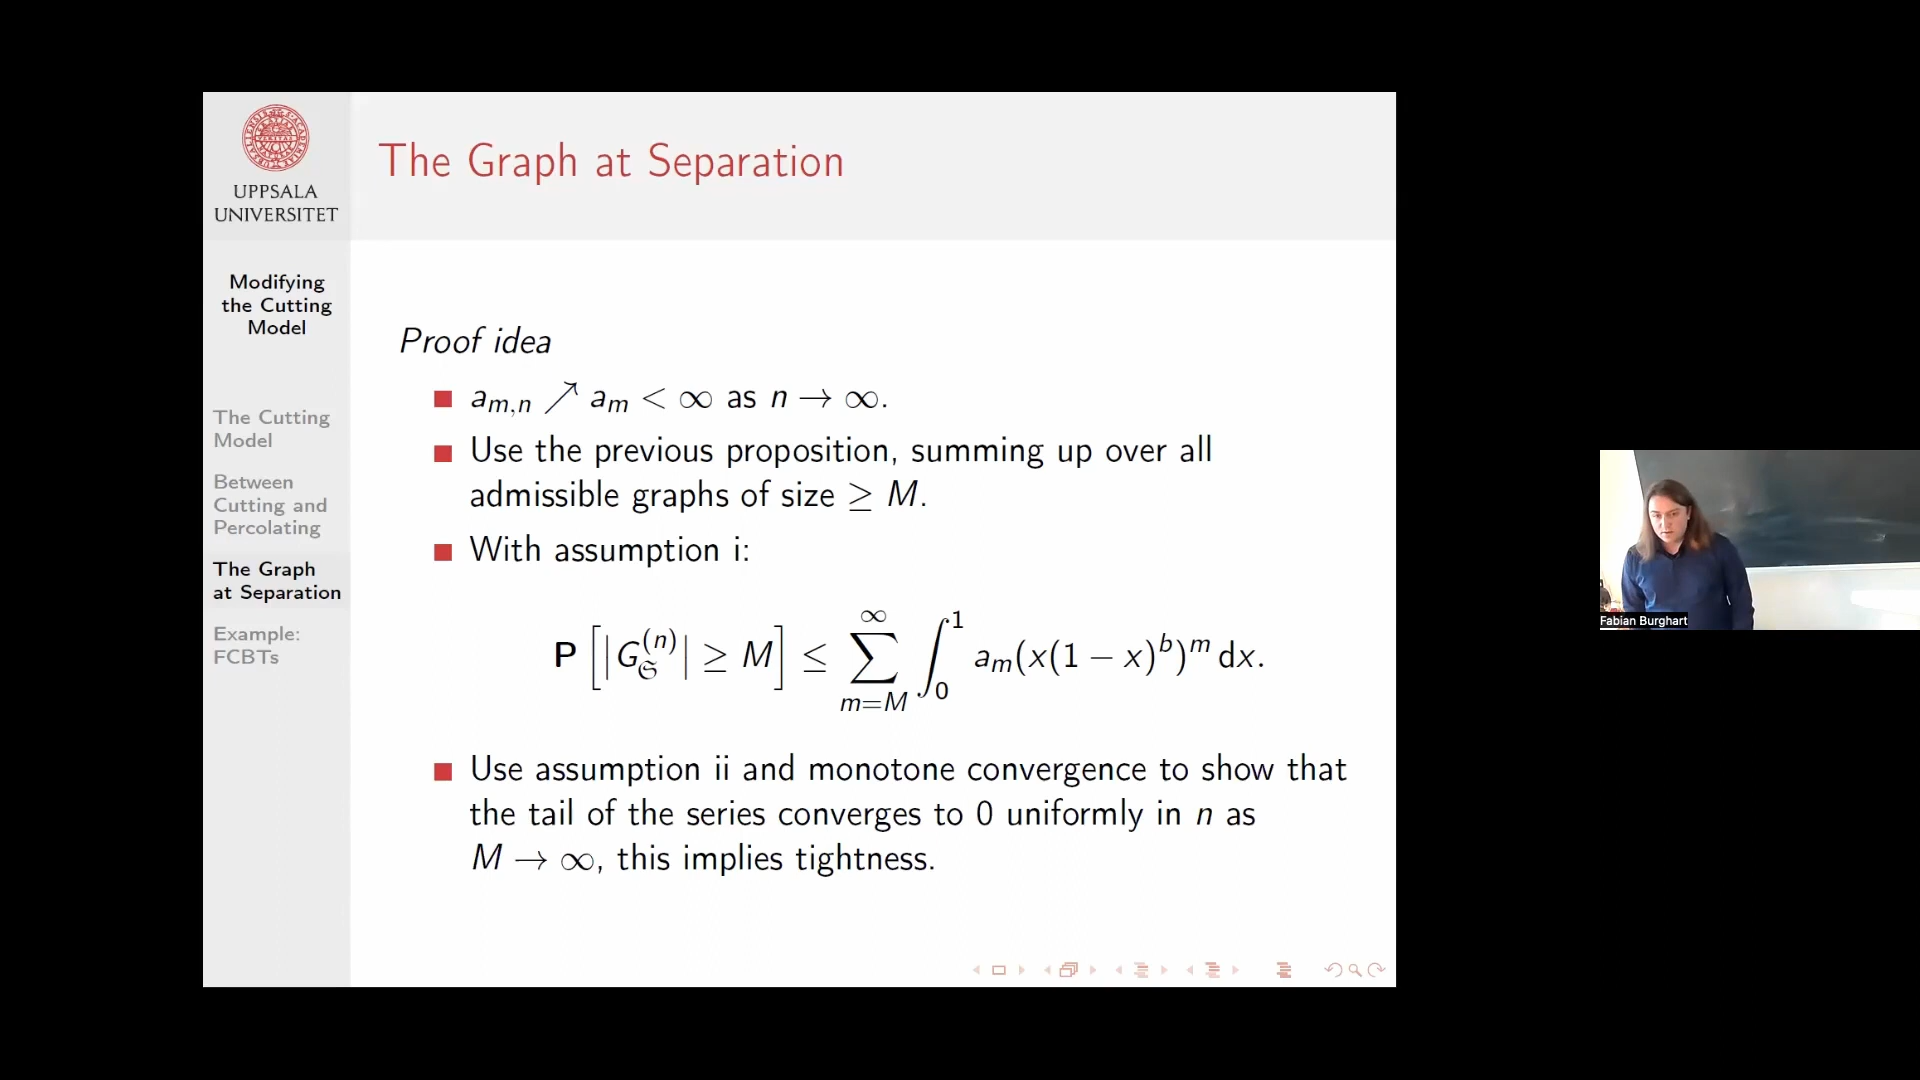 UPPSALA
UNIVERSITET
The Graph at Separation
Modifying
the Cutting
Model
The Cutting
Model
Between
Cutting and
Percolating
The Graph
at Separation
Example:
FCBTs
Proof idea
■ a_{m,n} ↗ a_m < ∞ as n → ∞.
■ Use the previous proposition, summing up over all
admissible graphs of size ≥ M.
■ With assumption i:
P[|G_𝔖^{(n)}| ≥ M] ≤ ∑_{m=M}^{∞} ∫_0^1 a_m(x(1 − x)^b)^m dx.
■ Use assumption ii and monotone convergence to show that
the tail of the series converges to 0 uniformly in n as
M → ∞, this implies tightness.
Fabian Burghart